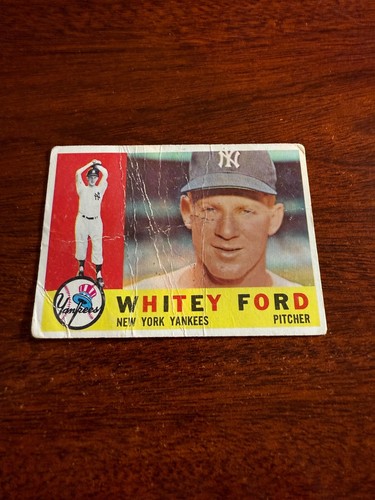 NY
Yankees
WHITEY FORD
NEW YORK YANKEES PITCHER